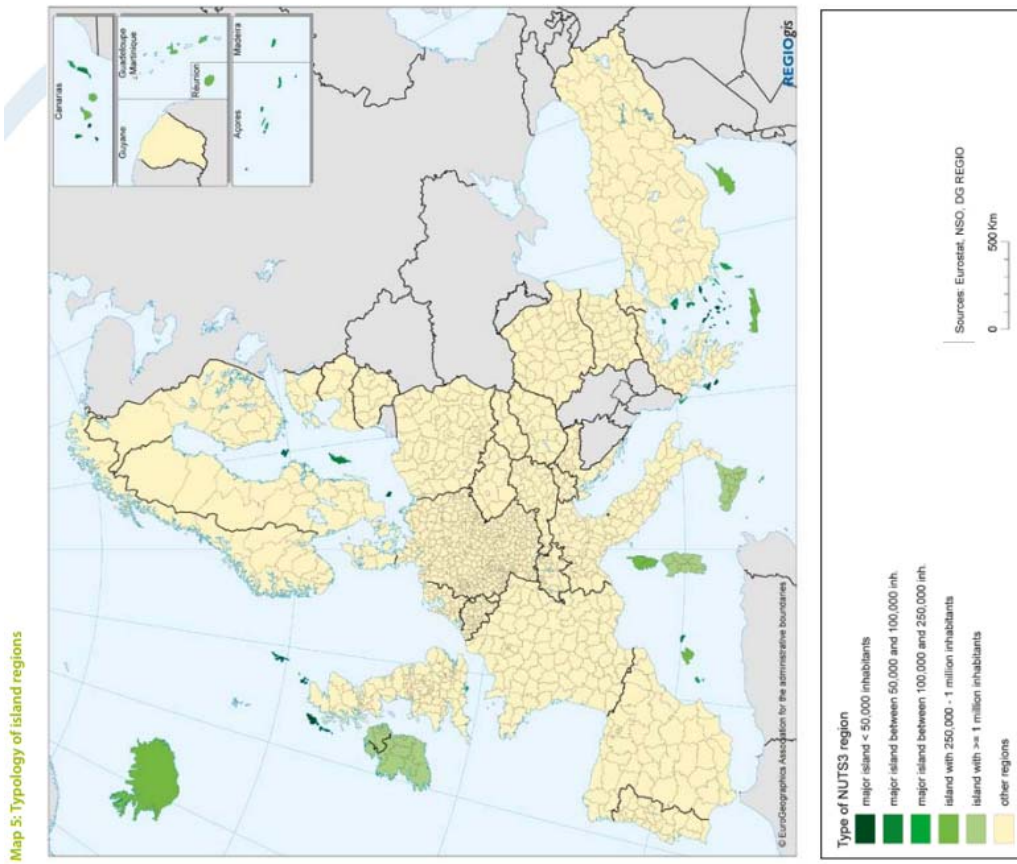 Map 5: Typology of island regions
Canarias
Guyane
Guadeloupe
Martinique
Réunion
Açores
Madeira
REGIOgis
© EuroGeographics Association for the administrative boundaries
Type of NUTS3 region
major island < 50,000 inhabitants
major island between 50,000 and 100,000 inh.
major island between 100,000 and 250,000 inh.
island with 250,000 - 1 million inhabitants
island with >= 1 million inhabitants
other regions
Sources: Eurostat, NSO, DG REGIO
0 500 Km